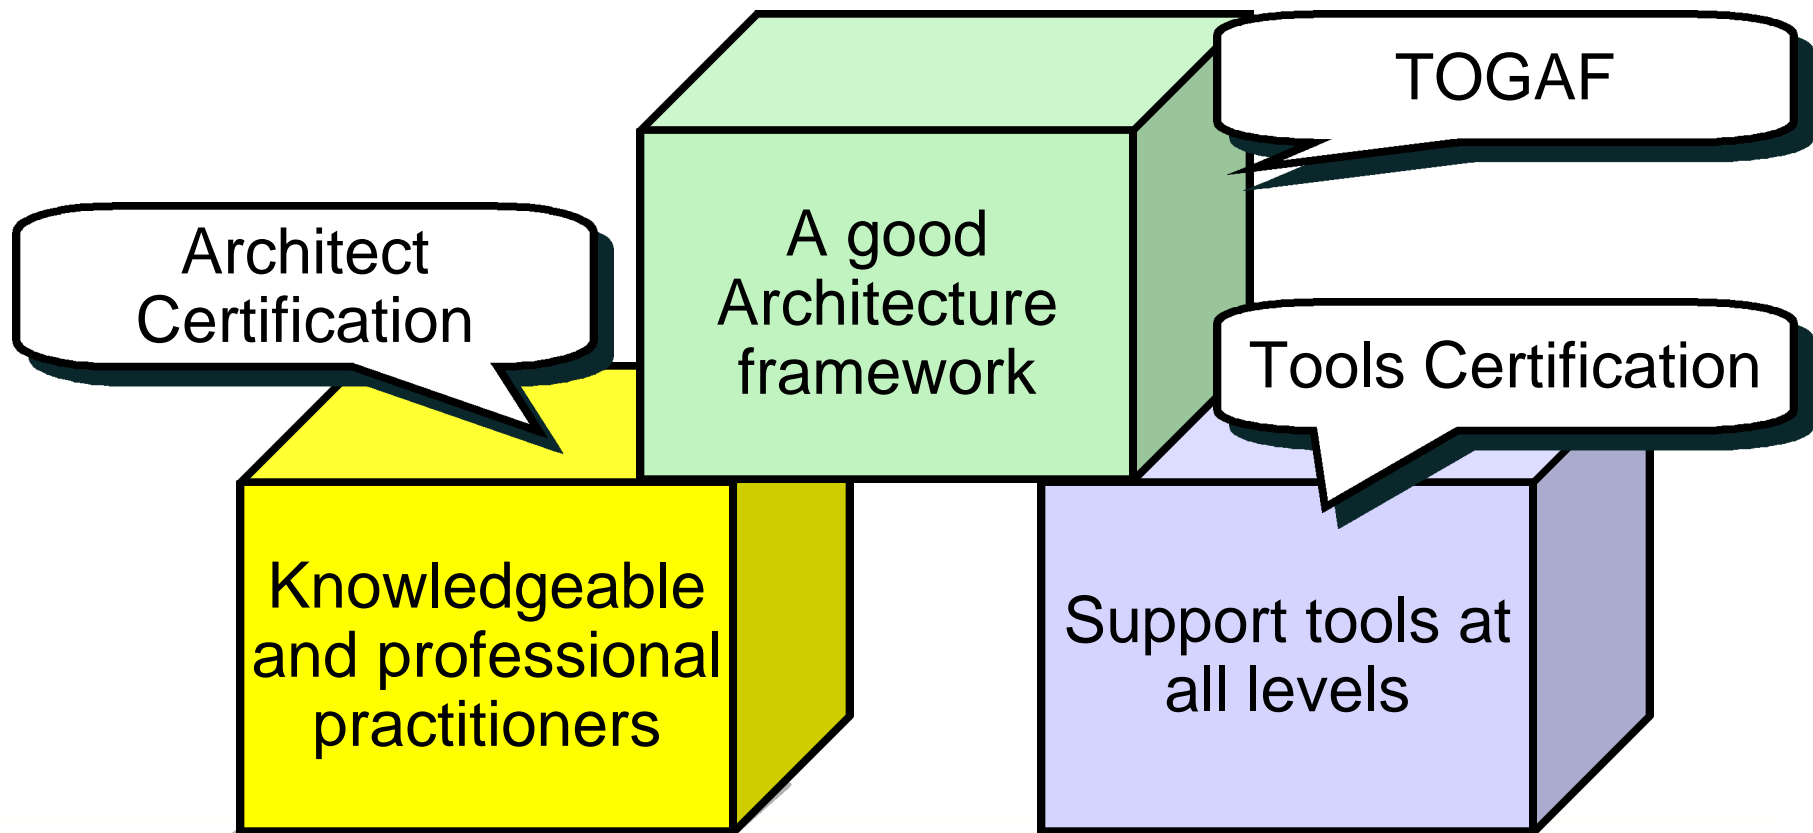 TOGAF
Architect
Certification
A good
Architecture
framework
Tools Certification
Knowledgeable
and professional
practitioners
Support tools at
all levels